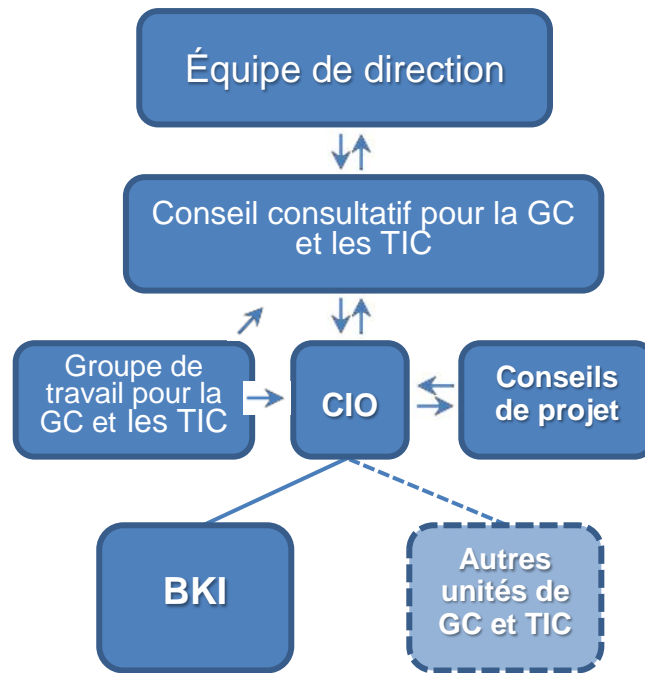 Équipe de direction
Conseil consultatif pour la GC
et les TIC
Groupe de
travail pour la
GC et les TIC
CIO
Conseils
de projet
BKI
Autres
unités de
GC et TIC